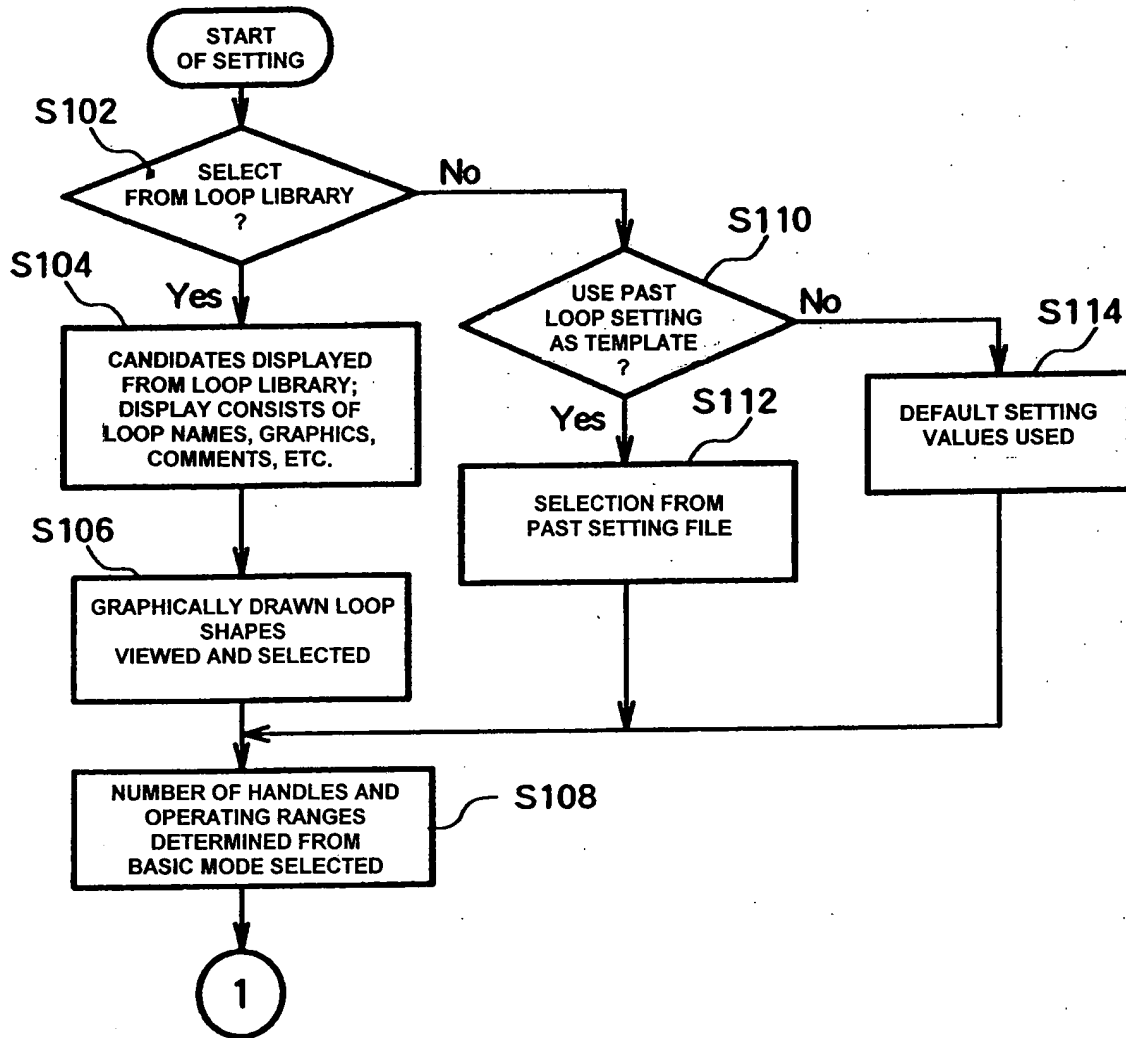 START
OF SETTING
S102
SELECT
FROM LOOP LIBRARY
?
No
S110
S104
Yes
USE PAST
LOOP SETTING
AS TEMPLATE
?
No
S114
CANDIDATES DISPLAYED
FROM LOOP LIBRARY;
DISPLAY CONSISTS OF
LOOP NAMES, GRAPHICS,
COMMENTS, ETC.
Yes
S112
DEFAULT SETTING
VALUES USED
SELECTION FROM
PAST SETTING FILE
S106
GRAPHICALLY DRAWN LOOP
SHAPES
VIEWED AND SELECTED
NUMBER OF HANDLES AND
OPERATING RANGES
DETERMINED FROM
BASIC MODE SELECTED
S108
1